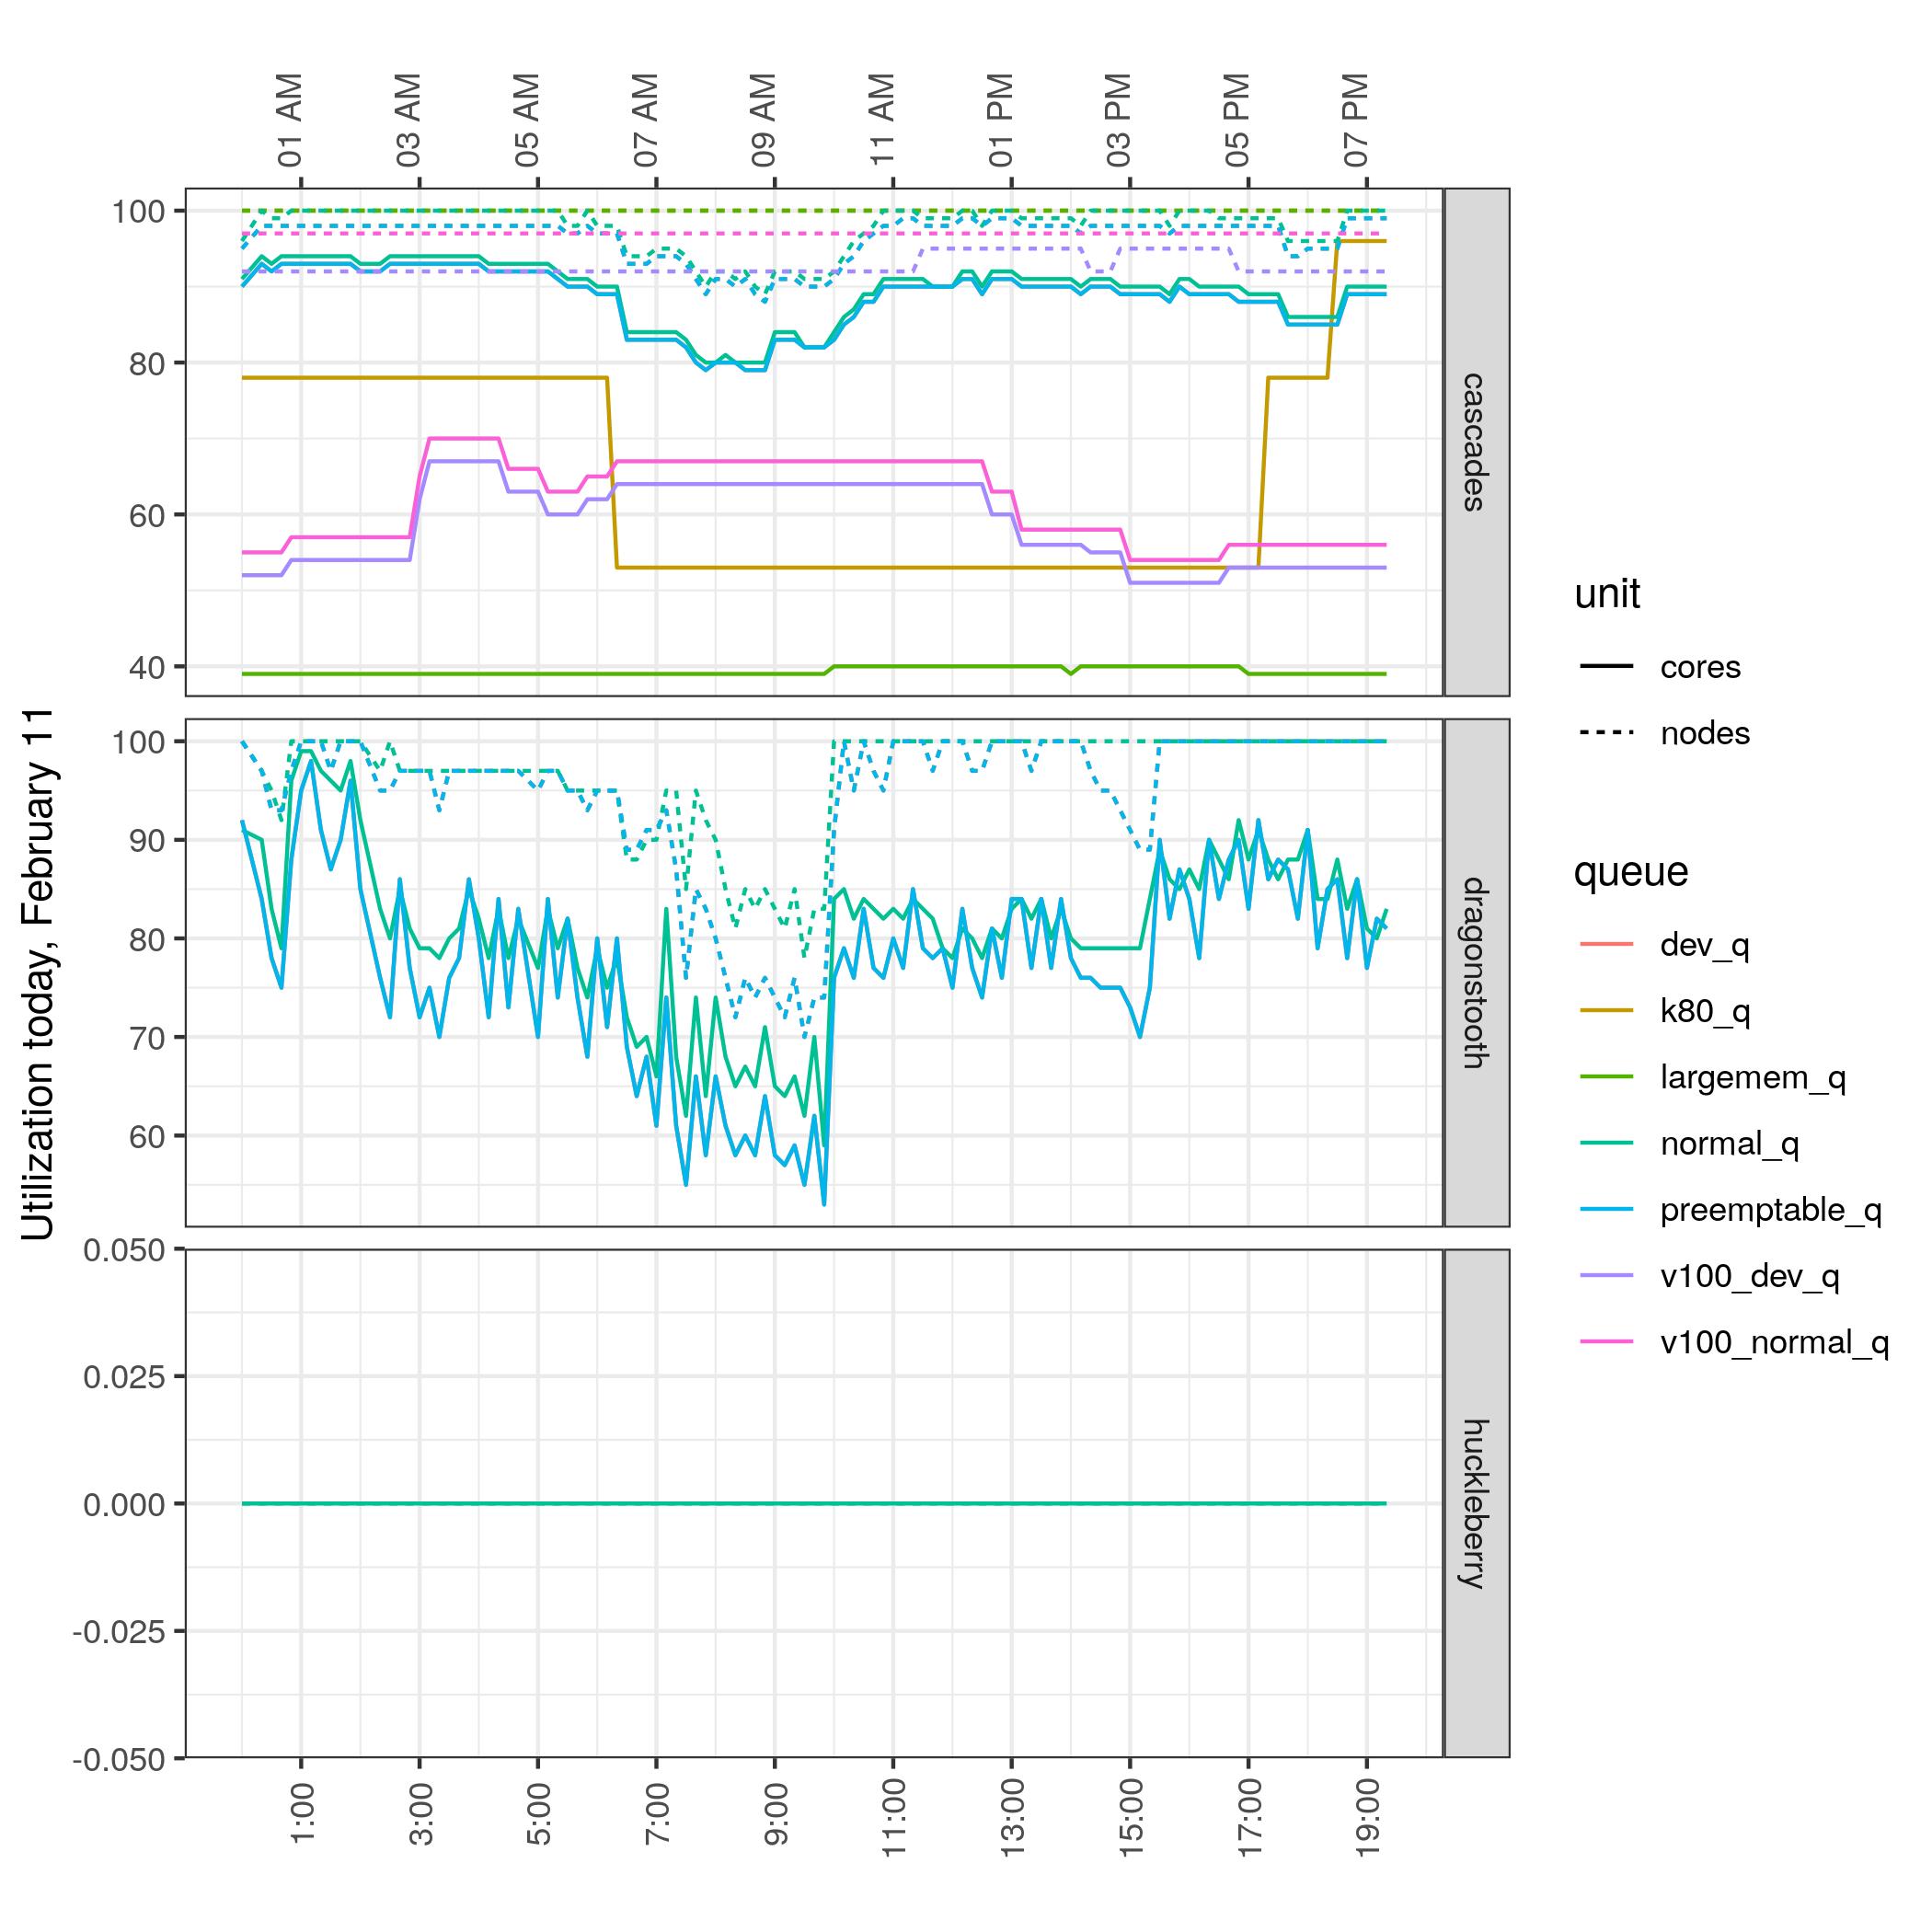 01 AM
03 AM
05 AM
07 AM
09 AM
11 AM
01 PM
03 PM
05 PM
07 PM
Utilization today, February 11
100
80
60
40
cascades
100
90
80
70
60
dragonstooth
0.050
0.025
0.000
-0.025
-0.050
huckleberry
1:00
3:00
5:00
7:00
9:00
11:00
13:00
15:00
17:00
19:00
unit
cores
nodes
queue
dev_q
k80_q
largemem_q
normal_q
preemptable_q
v100_dev_q
v100_normal_q